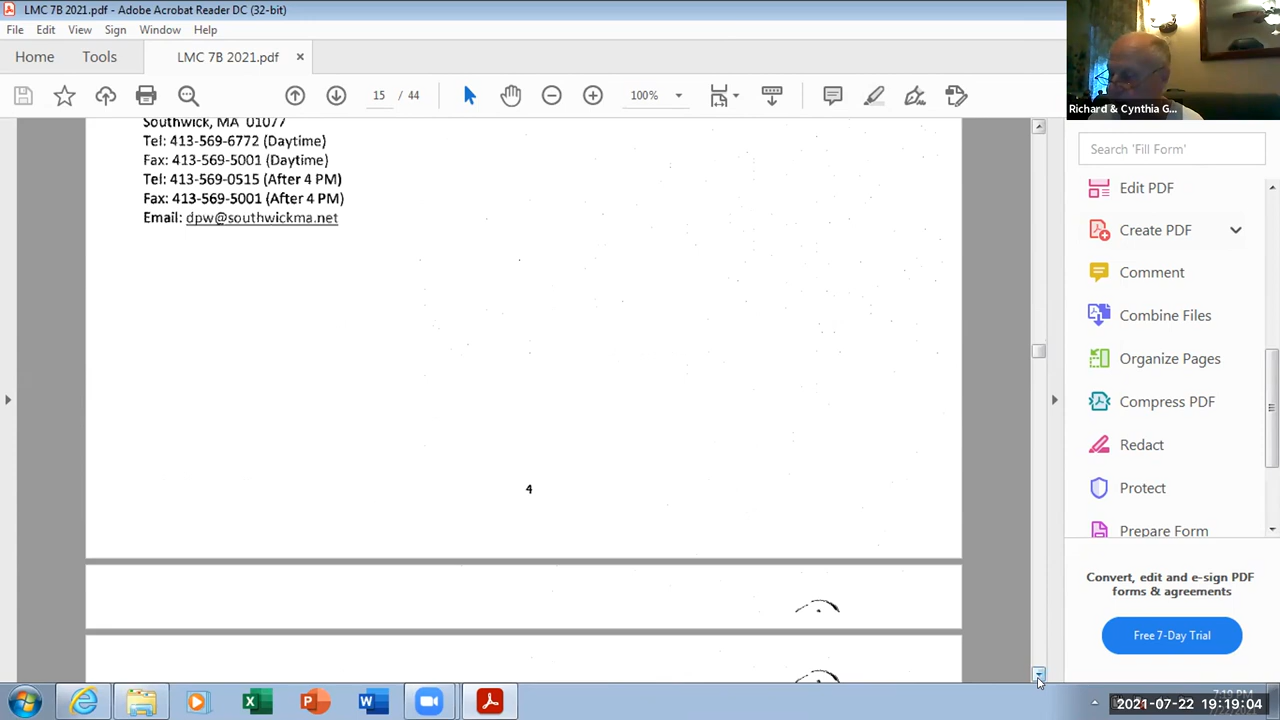 LMC 7B 2021.pdf - Adobe Acrobat Reader DC (32-bit)
File Edit View Sign Window Help
Home Tools LMC 7B 2021.pdf ×
15 / 44 100%
Southwick, MA 01077
Tel: 413-569-6772 (Daytime)
Fax: 413-569-5001 (Daytime)
Tel: 413-569-0515 (After 4 PM)
Fax: 413-569-5001 (After 4 PM)
Email: dpw@southwickma.net
4
Richard & Cynthia G...
Search 'Fill Form'
Edit PDF
Create PDF
Comment
Combine Files
Organize Pages
Compress PDF
Redact
Protect
Prepare Form
Convert, edit and e-sign PDF
forms & agreements
Free 7-Day Trial
2021-07-22 19:19:04